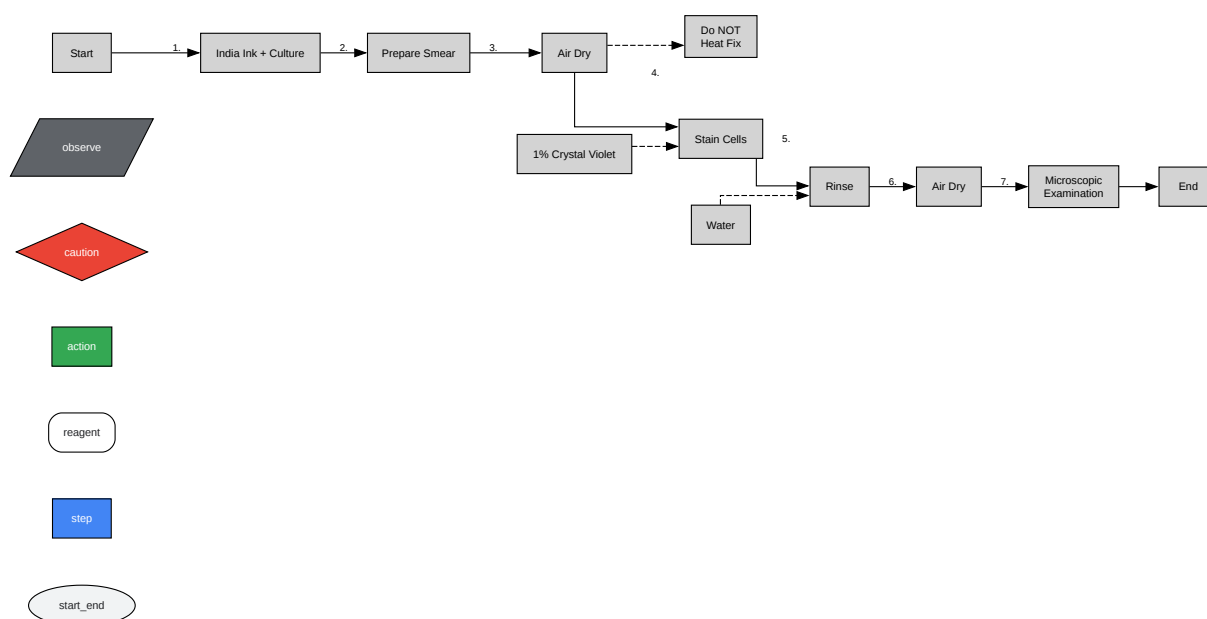 Start
1.
India Ink + Culture
2.
Prepare Smear
3.
Air Dry
Do NOT
Heat Fix
4.
1% Crystal Violet
Stain Cells
5.
Water
Rinse
6.
Air Dry
7.
Microscopic
Examination
End
observe
caution
action
reagent
step
start_end